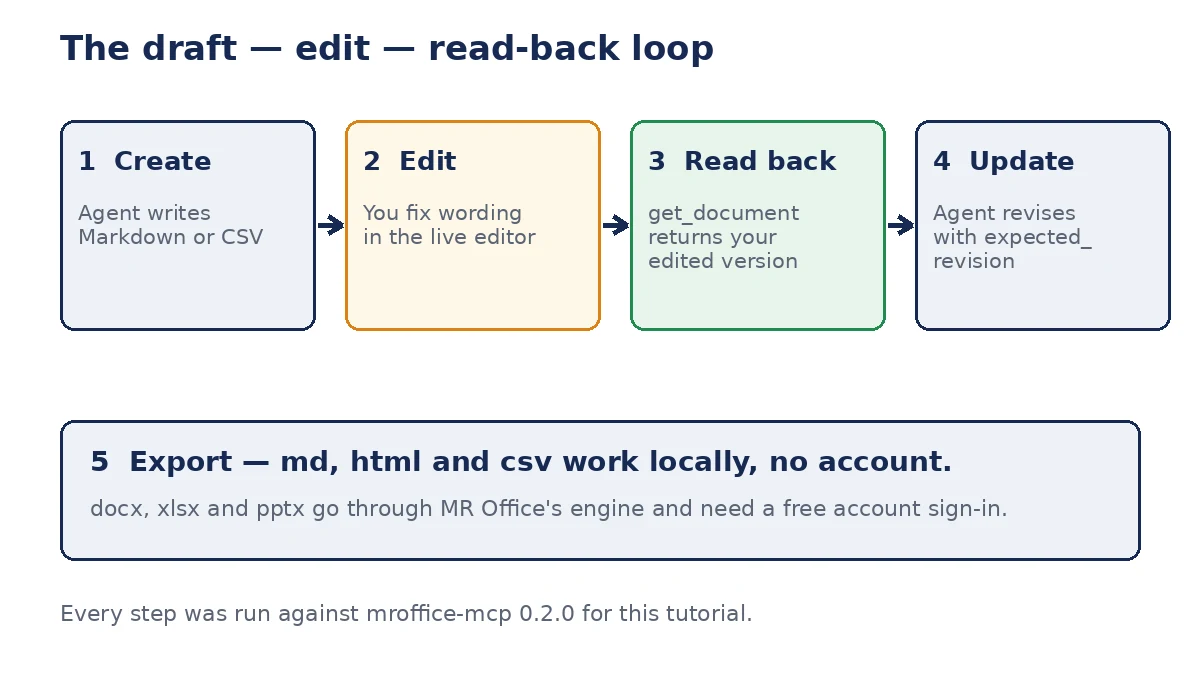 The draft — edit — read-back loop
1 Create
Agent writes
Markdown or CSV
2 Edit
You fix wording
in the live editor
3 Read back
get_document
returns your
edited version
4 Update
Agent revises
with expected_
revision
5 Export — md, html and csv work locally, no account.
docx, xlsx and pptx go through MR Office's engine and need a free account sign-in.
Every step was run against mroffice-mcp 0.2.0 for this tutorial.